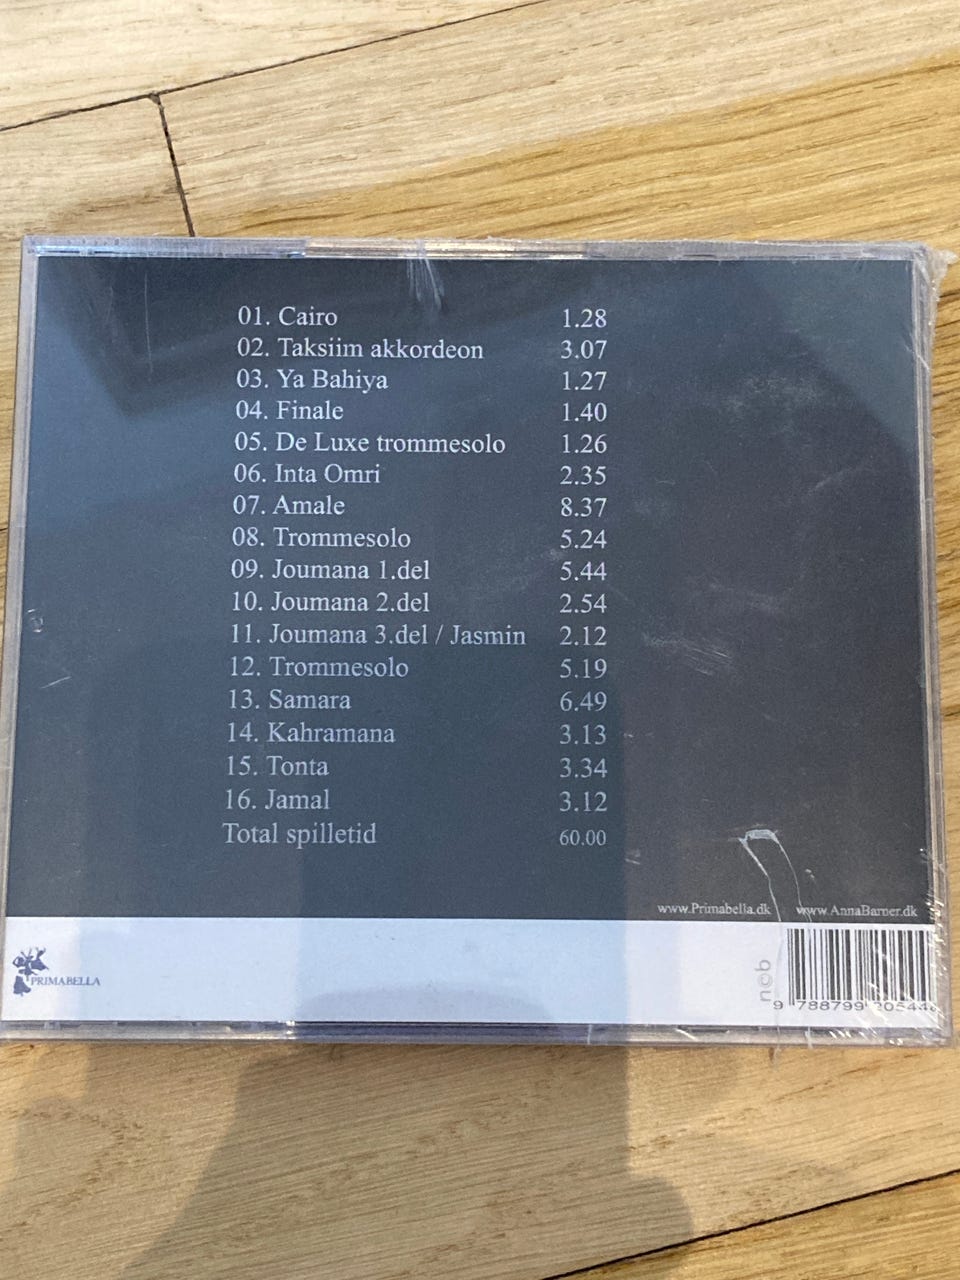 01. Cairo 1.28
02. Taksiim akkordeon 3.07
03. Ya Bahiya 1.27
04. Finale 1.40
05. De Luxe trommesolo 1.26
06. Inta Omri 2.35
07. Amale 8.37
08. Trommesolo 5.24
09. Joumana 1.del 5.44
10. Joumana 2.del 2.54
11. Joumana 3.del / Jasmin 2.12
12. Trommesolo 5.19
13. Samara 6.49
14. Kahramana 3.13
15. Tonta 3.34
16. Jamal 3.12
Total spilletid 60.00
www.Primabella.dk www.AnnaBarner.dk
PRIMABELLA
n©b
9 788799